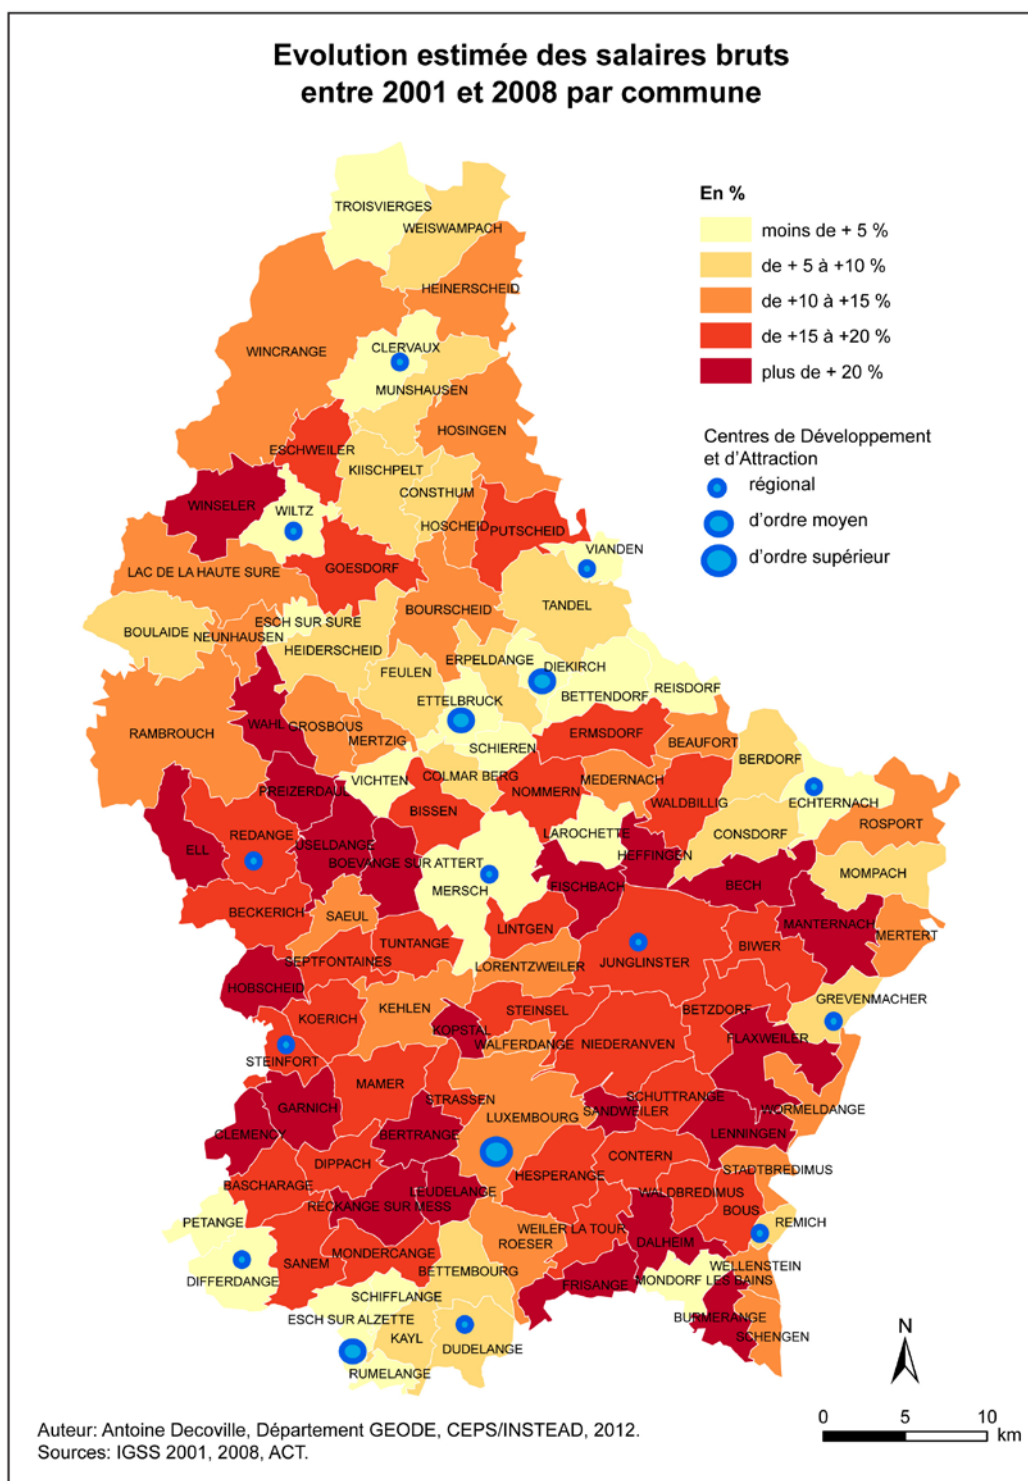 Evolution estimée des salaires bruts
entre 2001 et 2008 par commune
En %
moins de + 5 %
de + 5 à +10 %
de +10 à +15 %
de +15 à +20 %
plus de + 20 %
Centres de Développement
et d'Attraction
régional
d'ordre moyen
d'ordre supérieur
TROISVIERGES
WEISWAMPACH
HEINERSCHEID
CLERVAUX
WINCRANGE
MUNSHAUSEN
HOSINGEN
ESCHWEILER
KIISCHPELT
CONSTHUM
WINSELER
WILTZ
HOSCHEID
PUTSCHEID
VIANDEN
GOESDORF
LAC DE LA HAUTE SURE
TANDEL
BOURSCHEID
ESCH SUR SURE
BOULAIDE
NEUNHAUSEN
HEIDERSCHEID
ERPELDANGE
DIEKIRCH
FEULEN
BETTENDORF
REISDORF
ETTELBRUCK
WAHL
GROSBOUS
RAMBROUCH
MERTZIG
ERMSDORF
BEAUFORT
SCHIEREN
BERDORF
VICHTEN
COLMAR BERG
MEDERNACH
PREIZERDAUL
NOMMERN
WALDBILLIG
ECHTERNACH
BISSEN
ROSPORT
REDANGE
LAROCHETTE
CONSDORF
USELDANGE
ELL
BOEVANGE SUR ATTERT
HEFFINGEN
MOMPACH
MERSCH
FISCHBACH
BECH
BECKERICH
SAEUL
MANTERNACH
LINTGEN
MERTERT
TUNTANGE
BIWER
SEPTFONTAINES
JUNGLINSTER
LORENTZWEILER
HOBSCHEID
GREVENMACHER
KEHLEN
STEINSEL
BETZDORF
KOERICH
KOPSTAL
FLAXWEILER
WALFERDANGE
NIEDERANVEN
STEINFORT
MAMER
STRASSEN
SCHUTTRANGE
GARNICH
SANDWEILER
WORMELDANGE
LUXEMBOURG
CLEMENCY
BERTRANGE
LENNINGEN
DIPPACH
CONTERN
STADTBREDIMUS
HESPERANGE
BASCHARAGE
LEUDELANGE
WALDBREDIMUS
RECKANGE SUR MESS
BOUS
PETANGE
REMICH
WEILER LA TOUR
ROESER
DALHEIM
MONDERCANGE
SANEM
WELLENSTEIN
BETTEMBOURG
DIFFERDANGE
FRISANGE
MONDORF LES BAINS
SCHIFFLANGE
ESCH SUR ALZETTE
BURMERANGE
KAYL
SCHENGEN
DUDELANGE
RUMELANGE
N
0 5 10
km
Auteur: Antoine Decoville, Département GEODE, CEPS/INSTEAD, 2012.
Sources: IGSS 2001, 2008, ACT.